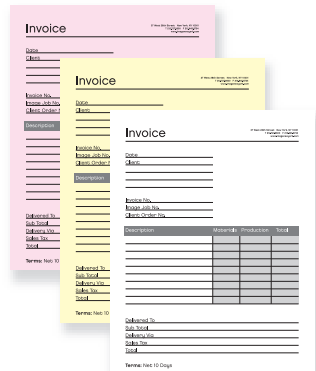 Invoice
Date
Client
Invoice No.
Image Job No.
Client Order
Description
Delivered To
Sub Total
Delivery Via
Sales Tax
Total
Terms: Net 10
Invoice
Date
Client
Invoice No.
Image Job No.
Client Order N
Description
Delivered To
Sub Total
Delivery Via
Sales Tax
Total
Terms: Net 10
Invoice
Date
Client
Invoice No.
Image Job No.
Client Order No.
Description Materials Production Total
Delivered To
Sub Total
Delivery Via
Sales Tax
Total
Terms: Net 10 Days